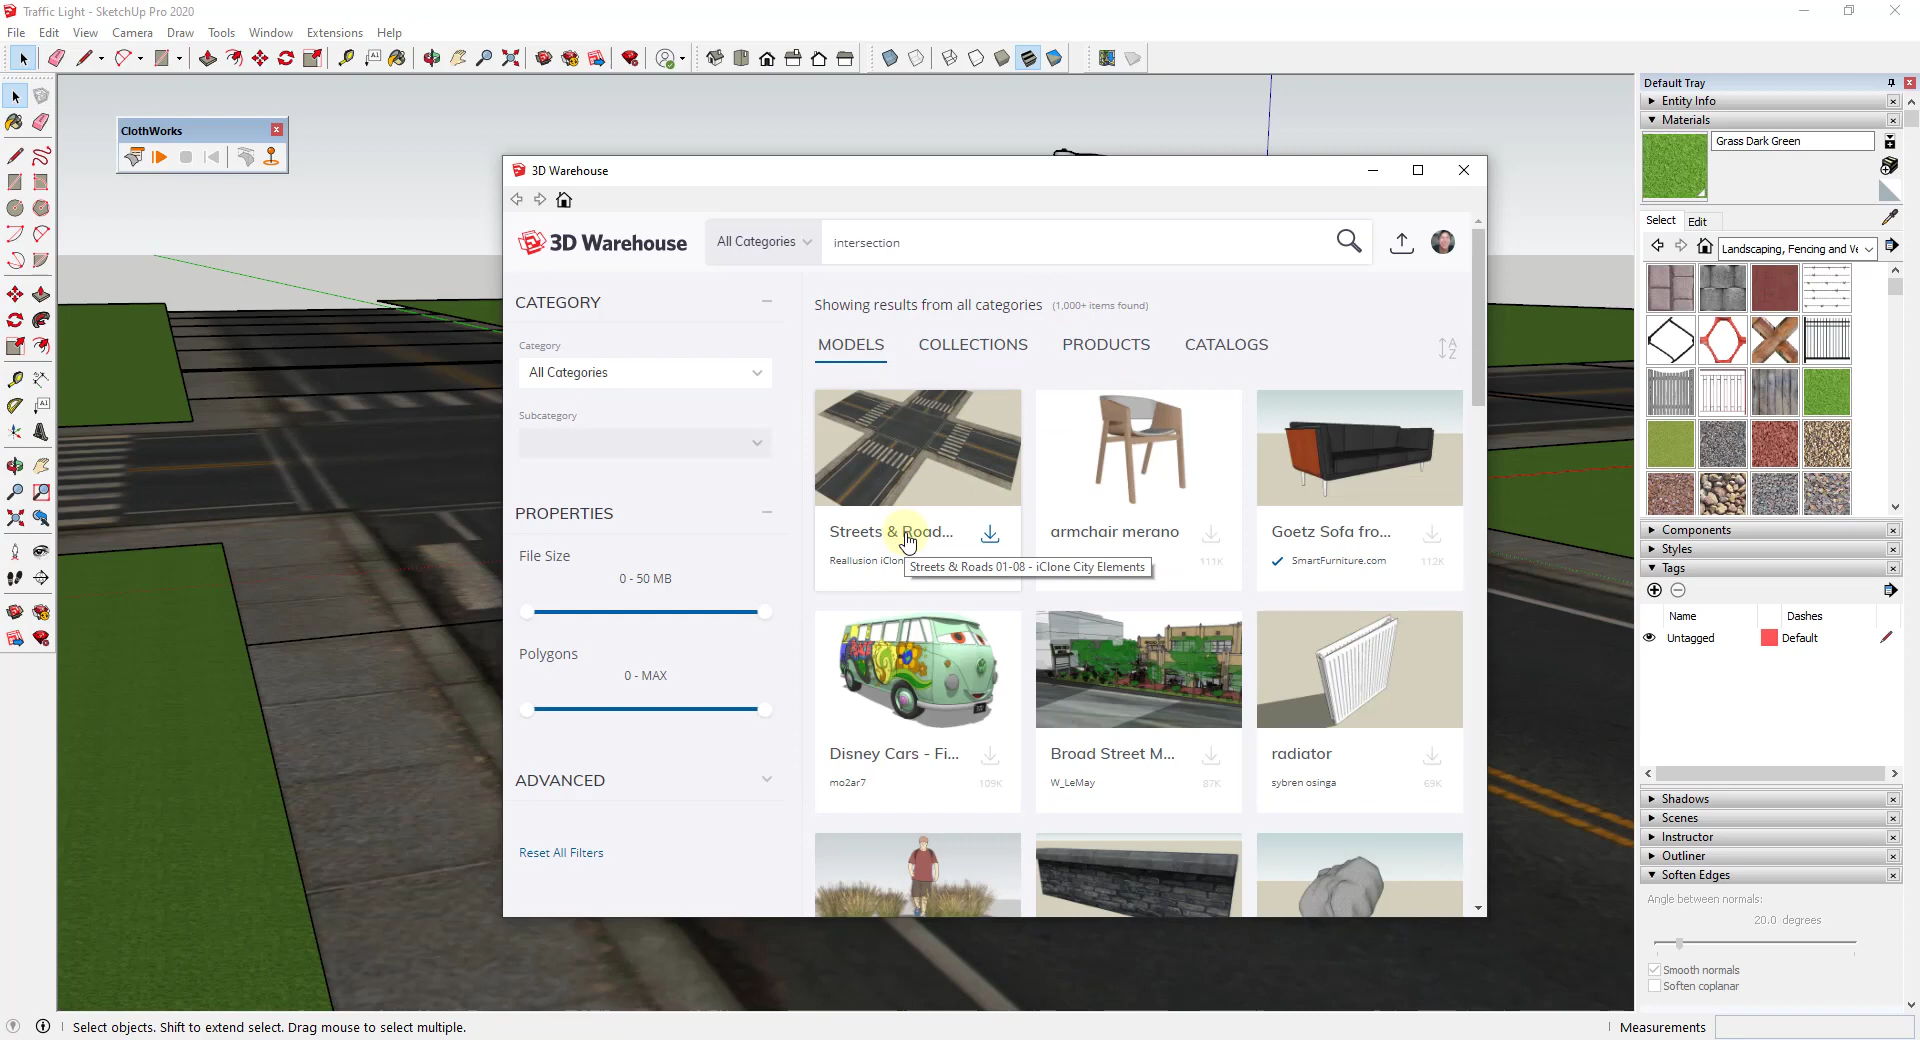 Traffic Light - SketchUp Pro 2020
File Edit View Camera Draw Tools Window Extensions Help
ClothWorks
3D Warehouse
3D Warehouse
All Categories
intersection
CATEGORY
Category
All Categories
Subcategory
PROPERTIES
File Size
0 - 50 MB
Polygons
0 - MAX
ADVANCED
Reset All Filters
Showing results from all categories (1,000+ items found)
MODELS COLLECTIONS PRODUCTS CATALOGS
Streets & Road...
Reallusion iClon
Streets & Roads 01-08 - iClone City Elements
armchair merano
111K
Goetz Sofa fro...
SmartFurniture.com
112K
Disney Cars - Fi...
mo2ar7
109K
Broad Street M...
W_LeMay
87K
radiator
sybren osinga
69K
Default Tray
Entity Info
Materials
Grass Dark Green
Select Edit
Landscaping, Fencing and Ve
Components
Styles
Tags
Name Dashes
Untagged Default
Shadows
Scenes
Instructor
Outliner
Soften Edges
Angle between normals:
20.0 degrees
Smooth normals
Soften coplanar
Select objects. Shift to extend select. Drag mouse to select multiple.
Measurements